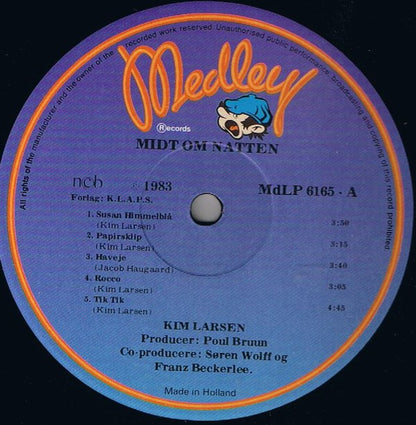 All rights of the manufacturer and the owner of the recorded work reserved. Unauthorised public performance, broadcasting and copying of this record prohibited.
Medley
® Records
MIDT OM NATTEN
ncb © 1983 MdLP 6165 - A
Forlag: K.L.A.P.S.
1. Susan Himmelblå 3:50
(Kim Larsen)
2. Papirsklip 3:15
(Kim Larsen)
3. Haveje 3:40
(Jacob Haugaard)
4. Rocco 3:05
(Kim Larsen)
5. Tik Tik 4:45
(Kim Larsen)
KIM LARSEN
Producer: Poul Bruun
Co-producere: Søren Wolff og
Franz Beckerlee.
Made in Holland